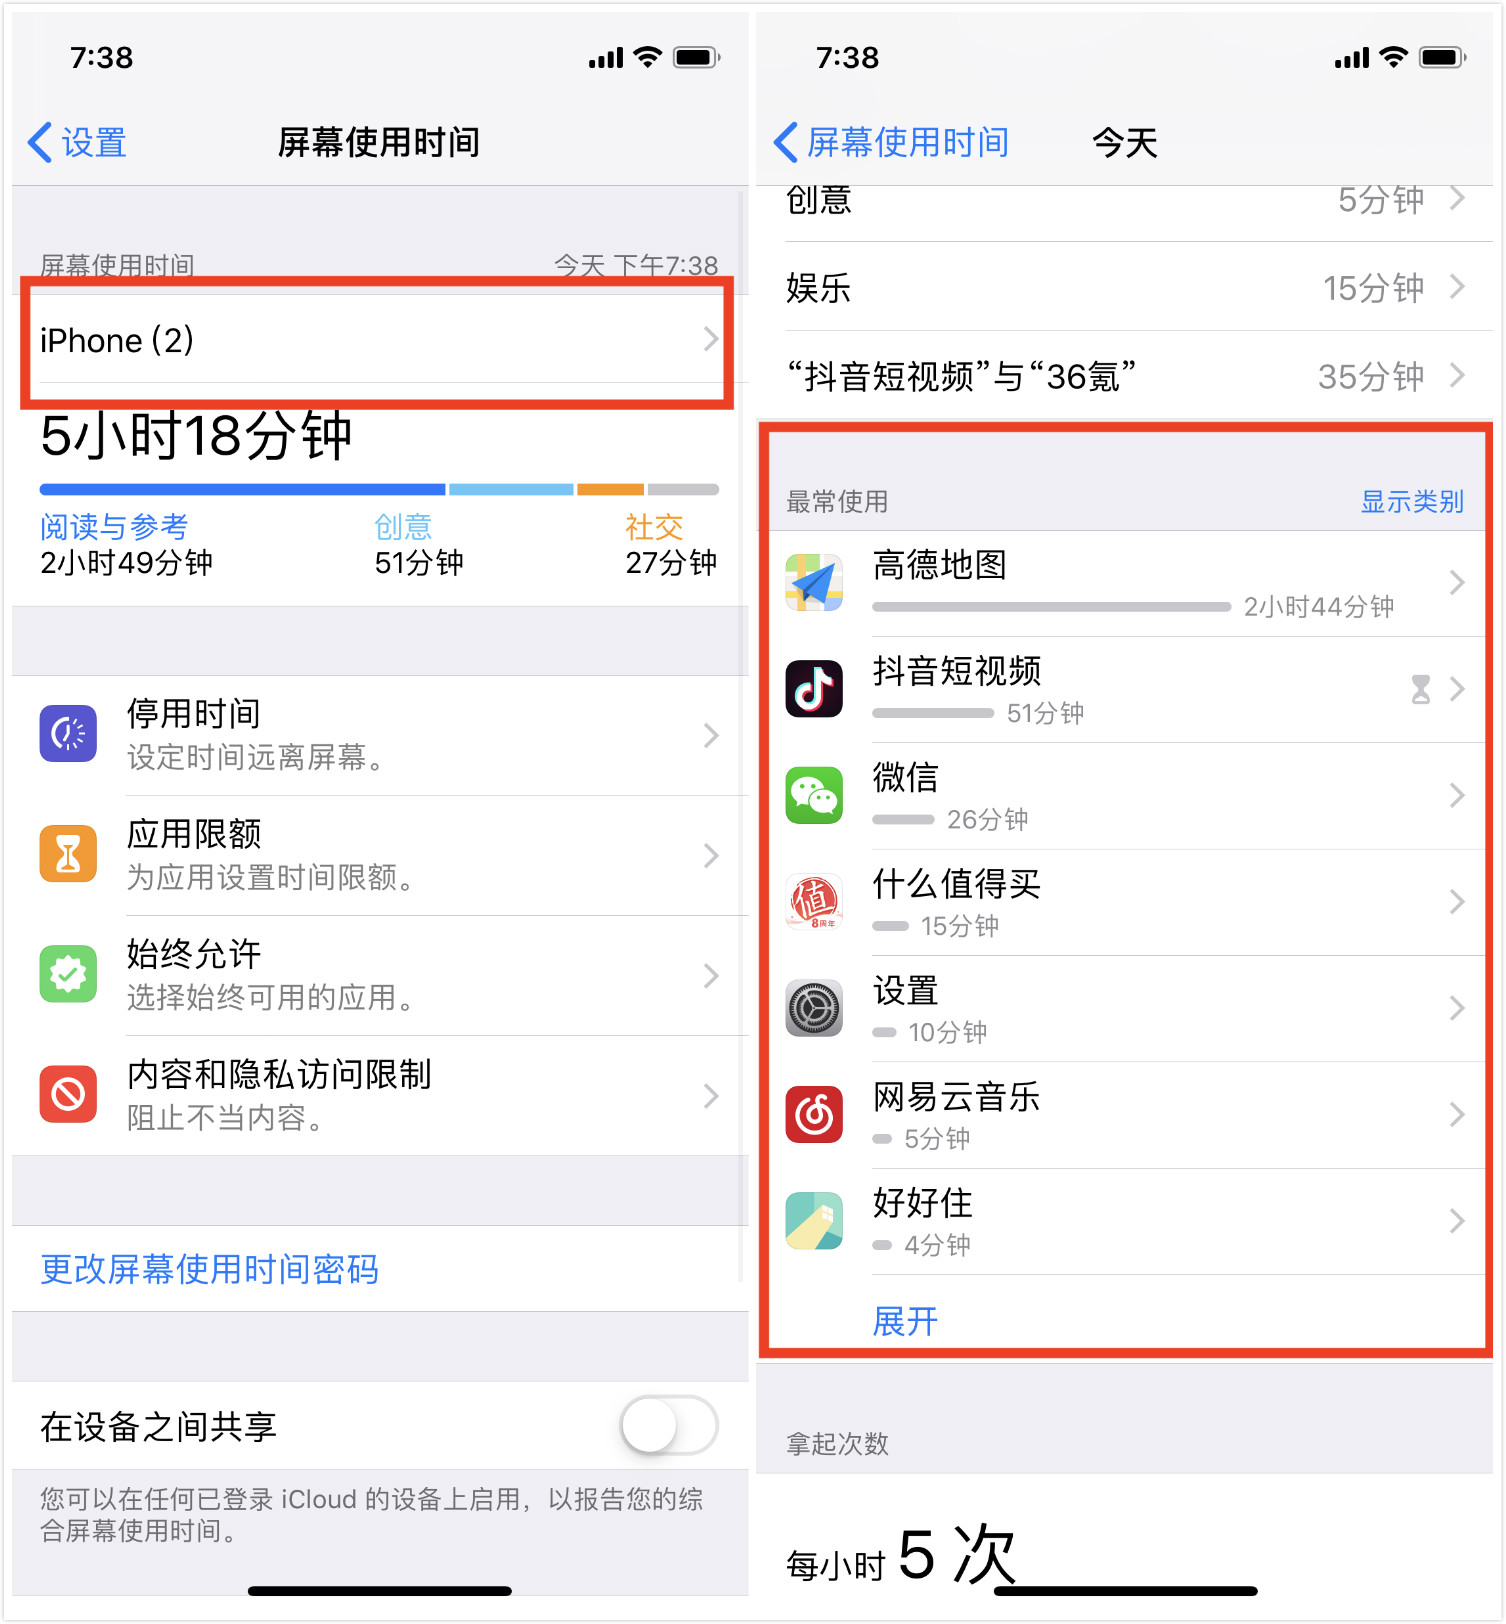 7:38
设置
屏幕使用时间
屏幕使用时间
今天 下午7:38
iPhone (2)
5小时18分钟
阅读与参考
创意
社交
2小时49分钟
51分钟
27分钟
停用时间
设定时间远离屏幕。
应用限额
为应用设置时间限额。
始终允许
选择始终可用的应用。
内容和隐私访问限制
阻止不当内容。
更改屏幕使用时间密码
在设备之间共享
您可以在任何已登录 iCloud 的设备上启用，以报告您的综
合屏幕使用时间。
7:38
屏幕使用时间
今天
创意
5分钟
娱乐
15分钟
“抖音短视频”与“36氪”
35分钟
最常使用
显示类别
高德地图
2小时44分钟
抖音短视频
51分钟
微信
26分钟
值
8周年
什么值得买
15分钟
设置
10分钟
网易云音乐
5分钟
好好住
4分钟
展开
拿起次数
每小时 5 次